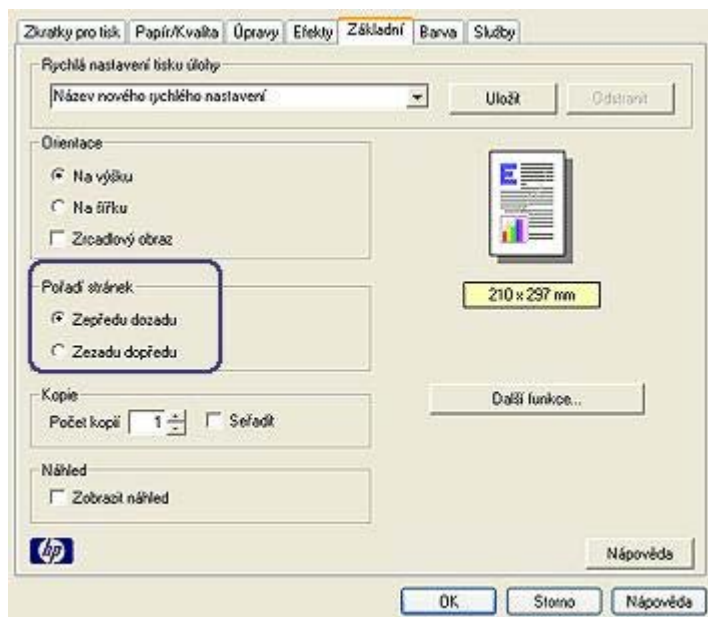 Zkratky pro tisk Papír/Kvalita Úpravy Efekty Základní Barva Služby
Rychlá nastavení tisku úlohy
Název nového rychlého nastavení Uložit Odstranit
Orientace
Na výšku
Na šířku
Zrcadlový obraz
E
210 x 297 mm
Pořadí stránek
Zepředu dozadu
Zezadu dopředu
Kopie
Počet kopií 1 Seřadit
Další funkce...
Náhled
Zobrazit náhled
hp Nápověda
OK Storno Nápověda